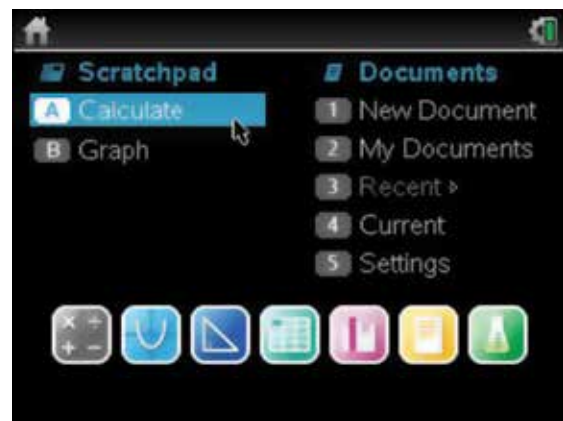 Scratchpad
A Calculate
B Graph
Documents
1 New Document
2 My Documents
3 Recent ▹
4 Current
5 Settings
× ÷
+ −